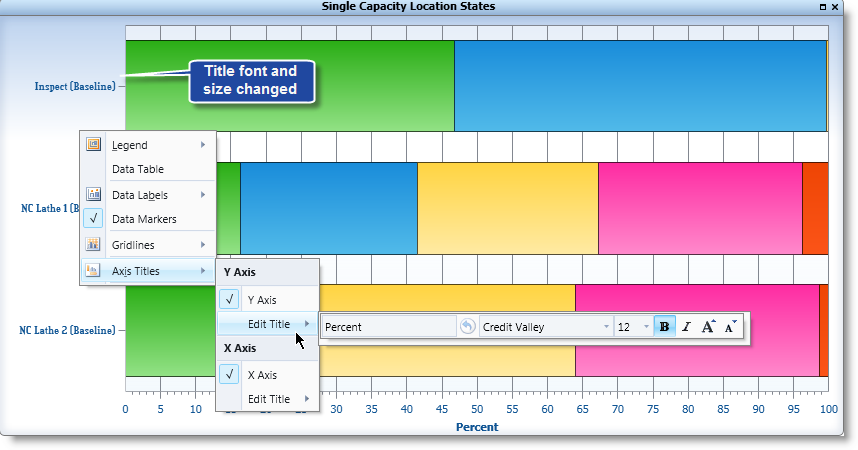 Single Capacity Location States
Title font and
size changed
Inspect (Baseline)
Legend
Data Table
Data Labels
NC Lathe 1 (B
Data Markers
Gridlines
Axis Titles
Y Axis
Y Axis
Edit Title
Percent
Credit Valley
12
B
I
A
A
NC Lathe 2 (Baseline)
X Axis
X Axis
Edit Title
0 5 10 15 30 35 40 45 50 55 60 65 70 75 80 85 90 95 100
Percent